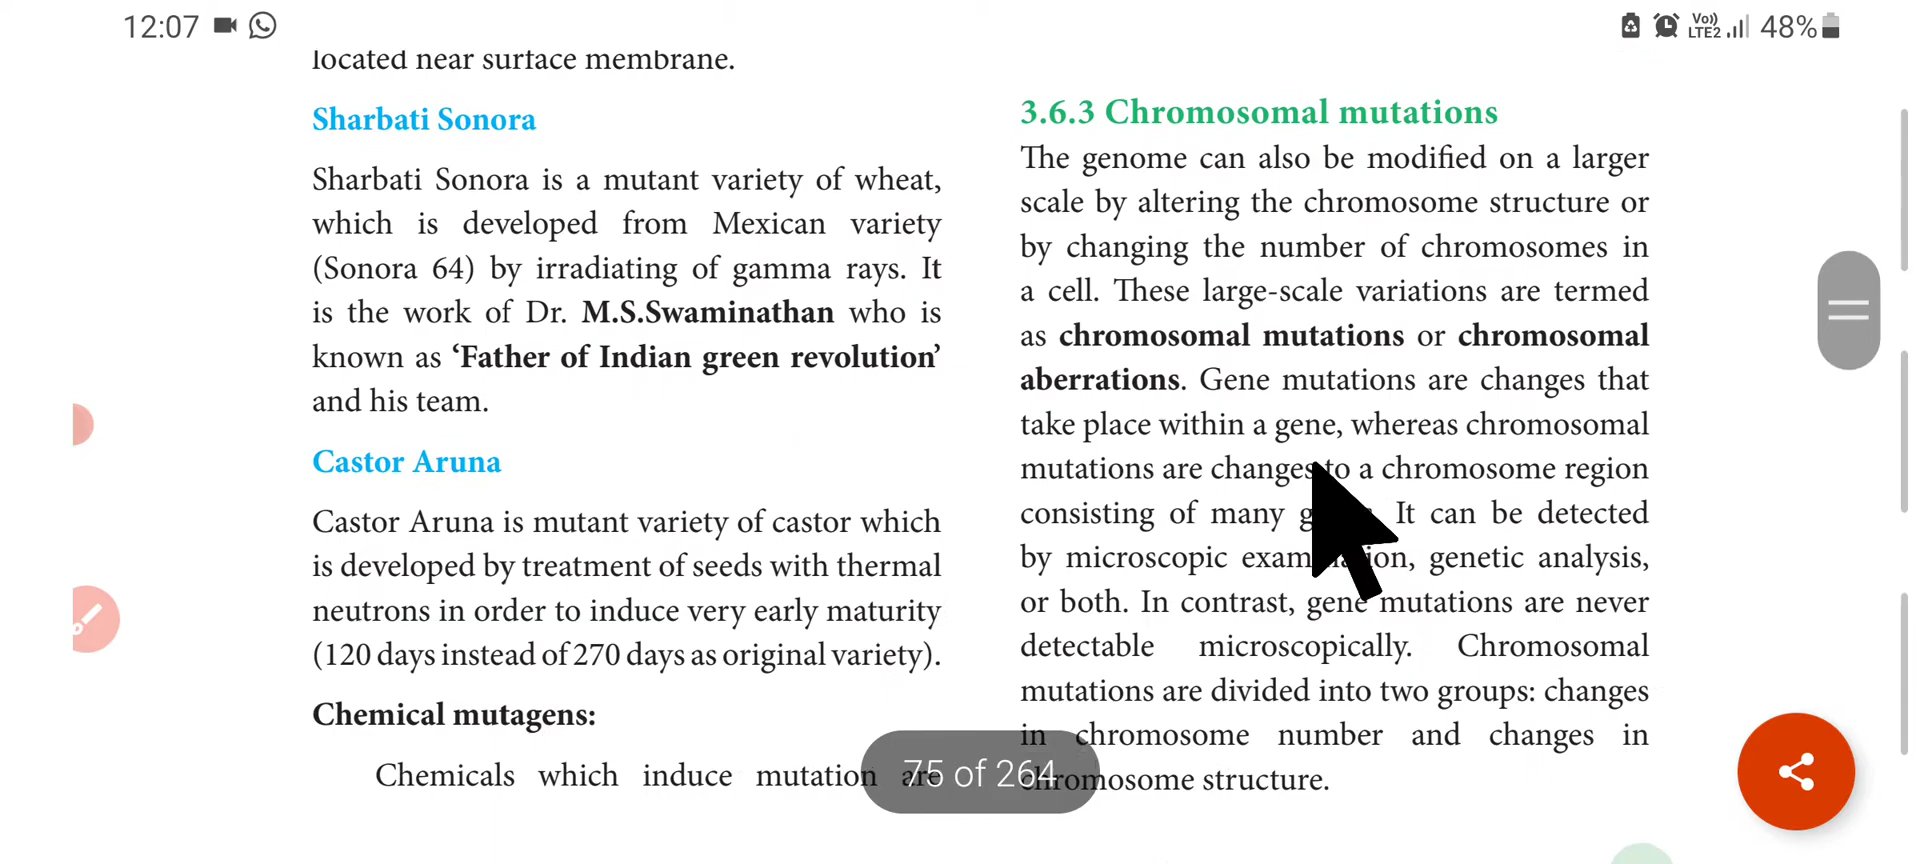 12:07
Vo))
LTE2
48%
located near surface membrane.
Sharbati Sonora
Sharbati Sonora is a mutant variety of wheat,
which is developed from Mexican variety
(Sonora 64) by irradiating of gamma rays. It
is the work of Dr. M.S.Swaminathan who is
known as ‘Father of Indian green revolution’
and his team.
Castor Aruna
Castor Aruna is mutant variety of castor which
is developed by treatment of seeds with thermal
neutrons in order to induce very early maturity
(120 days instead of 270 days as original variety).
Chemical mutagens:
Chemicals which induce mutation are
3.6.3 Chromosomal mutations
The genome can also be modified on a larger
scale by altering the chromosome structure or
by changing the number of chromosomes in
a cell. These large-scale variations are termed
as chromosomal mutations or chromosomal
aberrations. Gene mutations are changes that
take place within a gene, whereas chromosomal
mutations are changes to a chromosome region
consisting of many It can be detected
by microscopic genetic analysis,
or both. In contrast, gene mutations are never
detectable microscopically. Chromosomal
mutations are divided into two groups: changes
in chromosome number and changes in
chromosome structure.
75 of 264